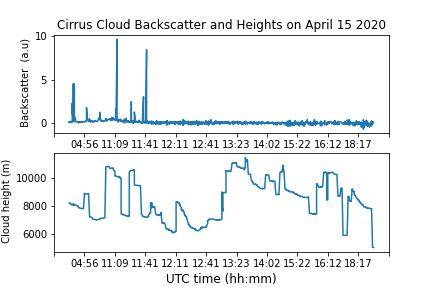 Cirrus Cloud Backscatter and Heights on April 15 2020
Backscatter (a.u)
10
5
0
04:56 11:09 11:41 12:11 12:41 13:23 14:02 15:22 16:12 18:17
Cloud height (m)
10000
8000
6000
04:56 11:09 11:41 12:11 12:41 13:23 14:02 15:22 16:12 18:17
UTC time (hh:mm)